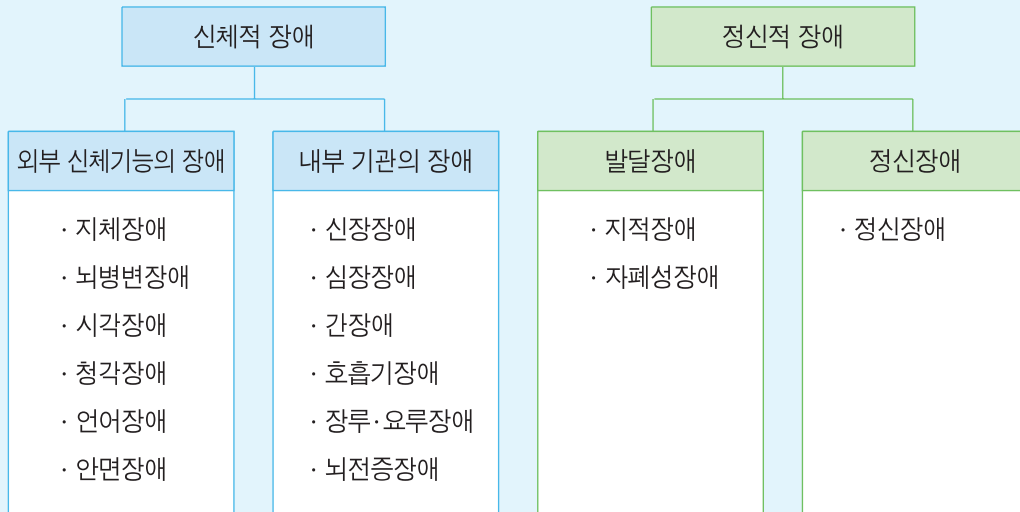 신체적 장애
정신적 장애
외부 신체기능의 장애
· 지체장애
· 뇌병변장애
· 시각장애
· 청각장애
· 언어장애
· 안면장애
내부 기관의 장애
· 신장장애
· 심장장애
· 간장애
· 호흡기장애
· 장루·요루장애
· 뇌전증장애
발달장애
· 지적장애
· 자폐성장애
정신장애
· 정신장애